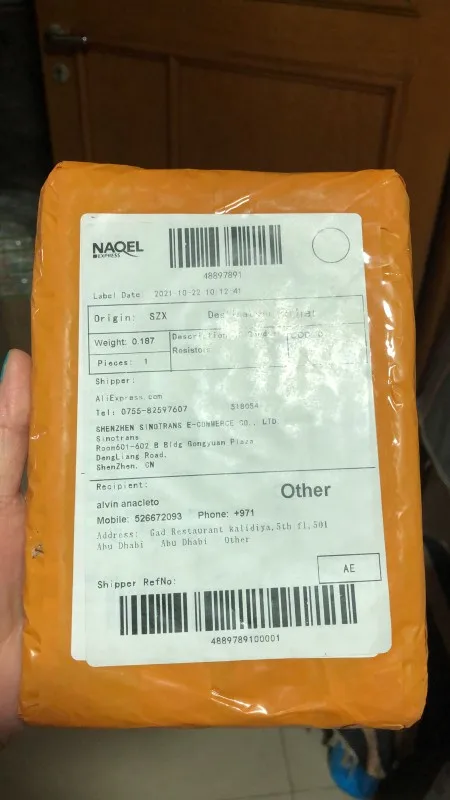 NAQEL
EXPRESS
48897891
Label Date: 2021-10-22 10:12:41
Origin: SZX
Weight: 0.187
Pieces: 1
Resistors
Shipper:
AliExpress.com
Tel: 0755-82597607 518054
SHENZHEN SINOTRANS E-COMMERCE CO., LTD
Sinotrans
Room601-602 B Bldg Gongyuan Plaza
DengLiang Road,
ShenZhen, CN
Recipient:
Other
alvin anacleto
Mobile: 526672093 Phone: +971
Address: Gad Restaurant kalidiya,5th fl,501
Abu Dhabi Abu Dhabi Other
AE
Shipper RefNo:
4889789100001